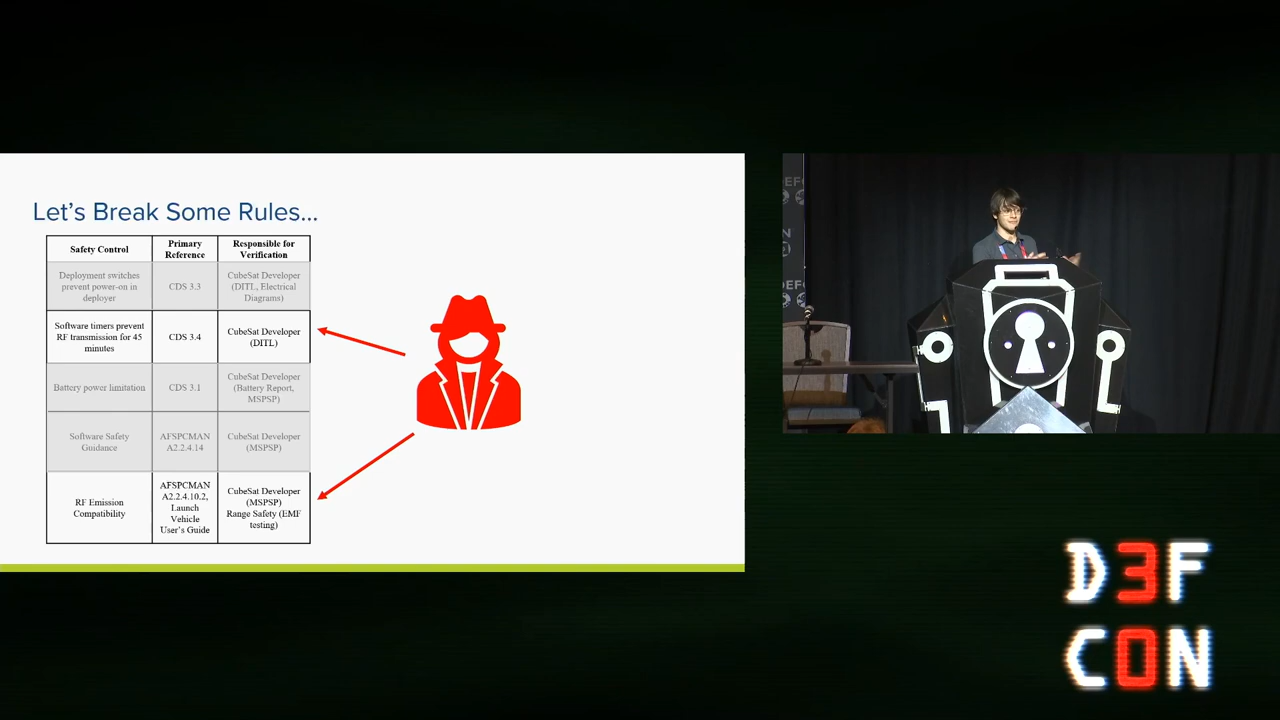 Let's Break Some Rules...
Safety Control
Primary
Reference
Responsible for
Verification
Deployment switches
prevent power-on in
deployer
CDS 3.3
CubeSat Developer
(DITL, Electrical
Diagrams)
Software timers prevent
RF transmission for 45
minutes
CDS 3.4
CubeSat Developer
(DITL)
Battery power limitation
CDS 3.1
CubeSat Developer
(Battery Report,
MSPSP)
Software Safety
Guidance
AFSPCMAN
A2.2.4.14
CubeSat Developer
(MSPSP)
RF Emission
Compatibility
AFSPCMAN
A2.2.4.10.2,
Launch
Vehicle
User's Guide
CubeSat Developer
(MSPSP)
Range Safety (EMF
testing)
DEFC
N
D3F
C0N